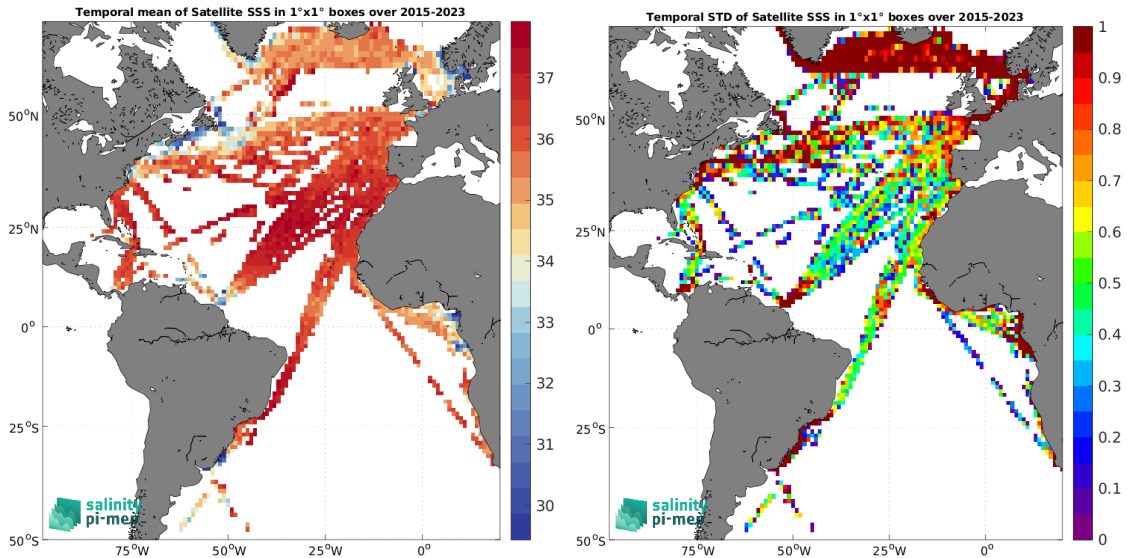 Temporal mean of Satellite SSS in 1°x1° boxes over 2015-2023
50°N
25°N
0°
25°S
50°S
75°W
50°W
25°W
0°
37
36
35
34
33
32
31
30
salinity
pi-mep
Temporal STD of Satellite SSS in 1°x1° boxes over 2015-2023
50°N
25°N
0°
25°S
50°S
75°W
50°W
25°W
0°
1
0.9
0.8
0.7
0.6
0.5
0.4
0.3
0.2
0.1
0
salinity
pi-mep